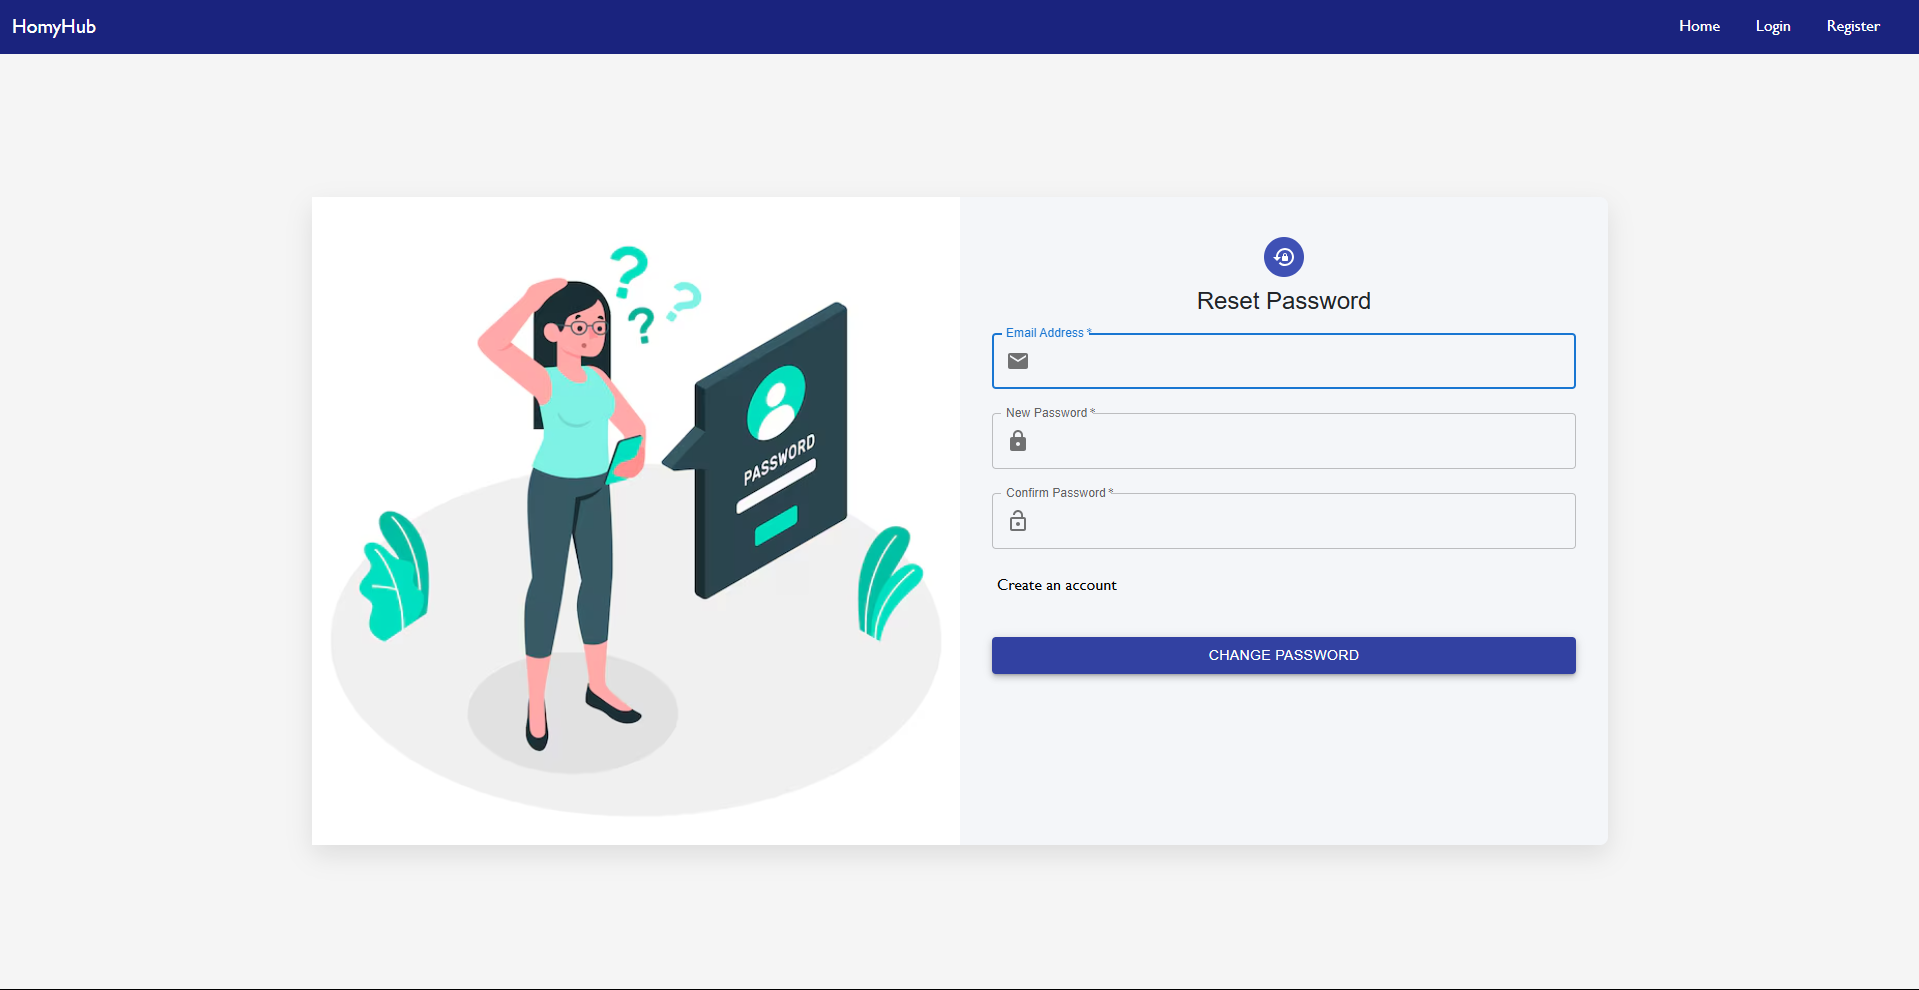 HomyHub
Home
Login
Register
? ? ?
PASSWORD
Reset Password
Email Address *
New Password *
Confirm Password *
Create an account
CHANGE PASSWORD